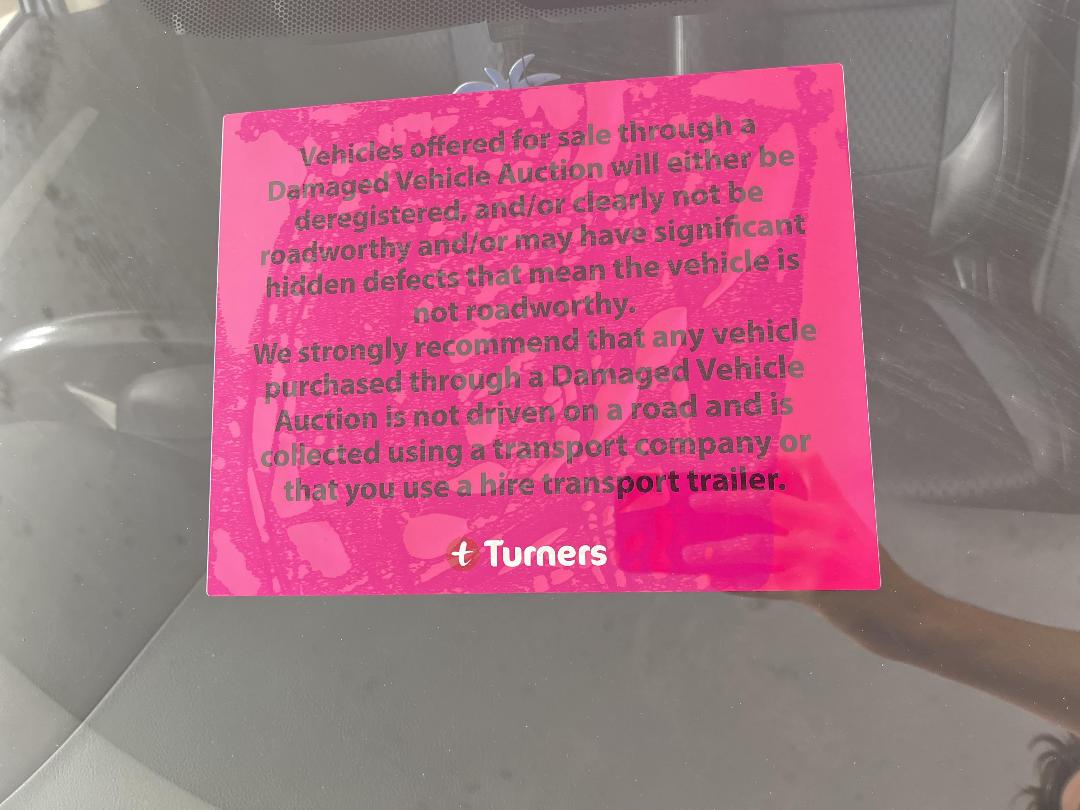 Vehicles offered for sale through a
Damaged Vehicle Auction will either be
deregistered, and/or clearly not be
roadworthy and/or may have significant
hidden defects that mean the vehicle is
not roadworthy.
We strongly recommend that any vehicle
purchased through a Damaged Vehicle
Auction is not driven on a road and is
collected using a transport company or
that you use a hire transport trailer.
t Turners